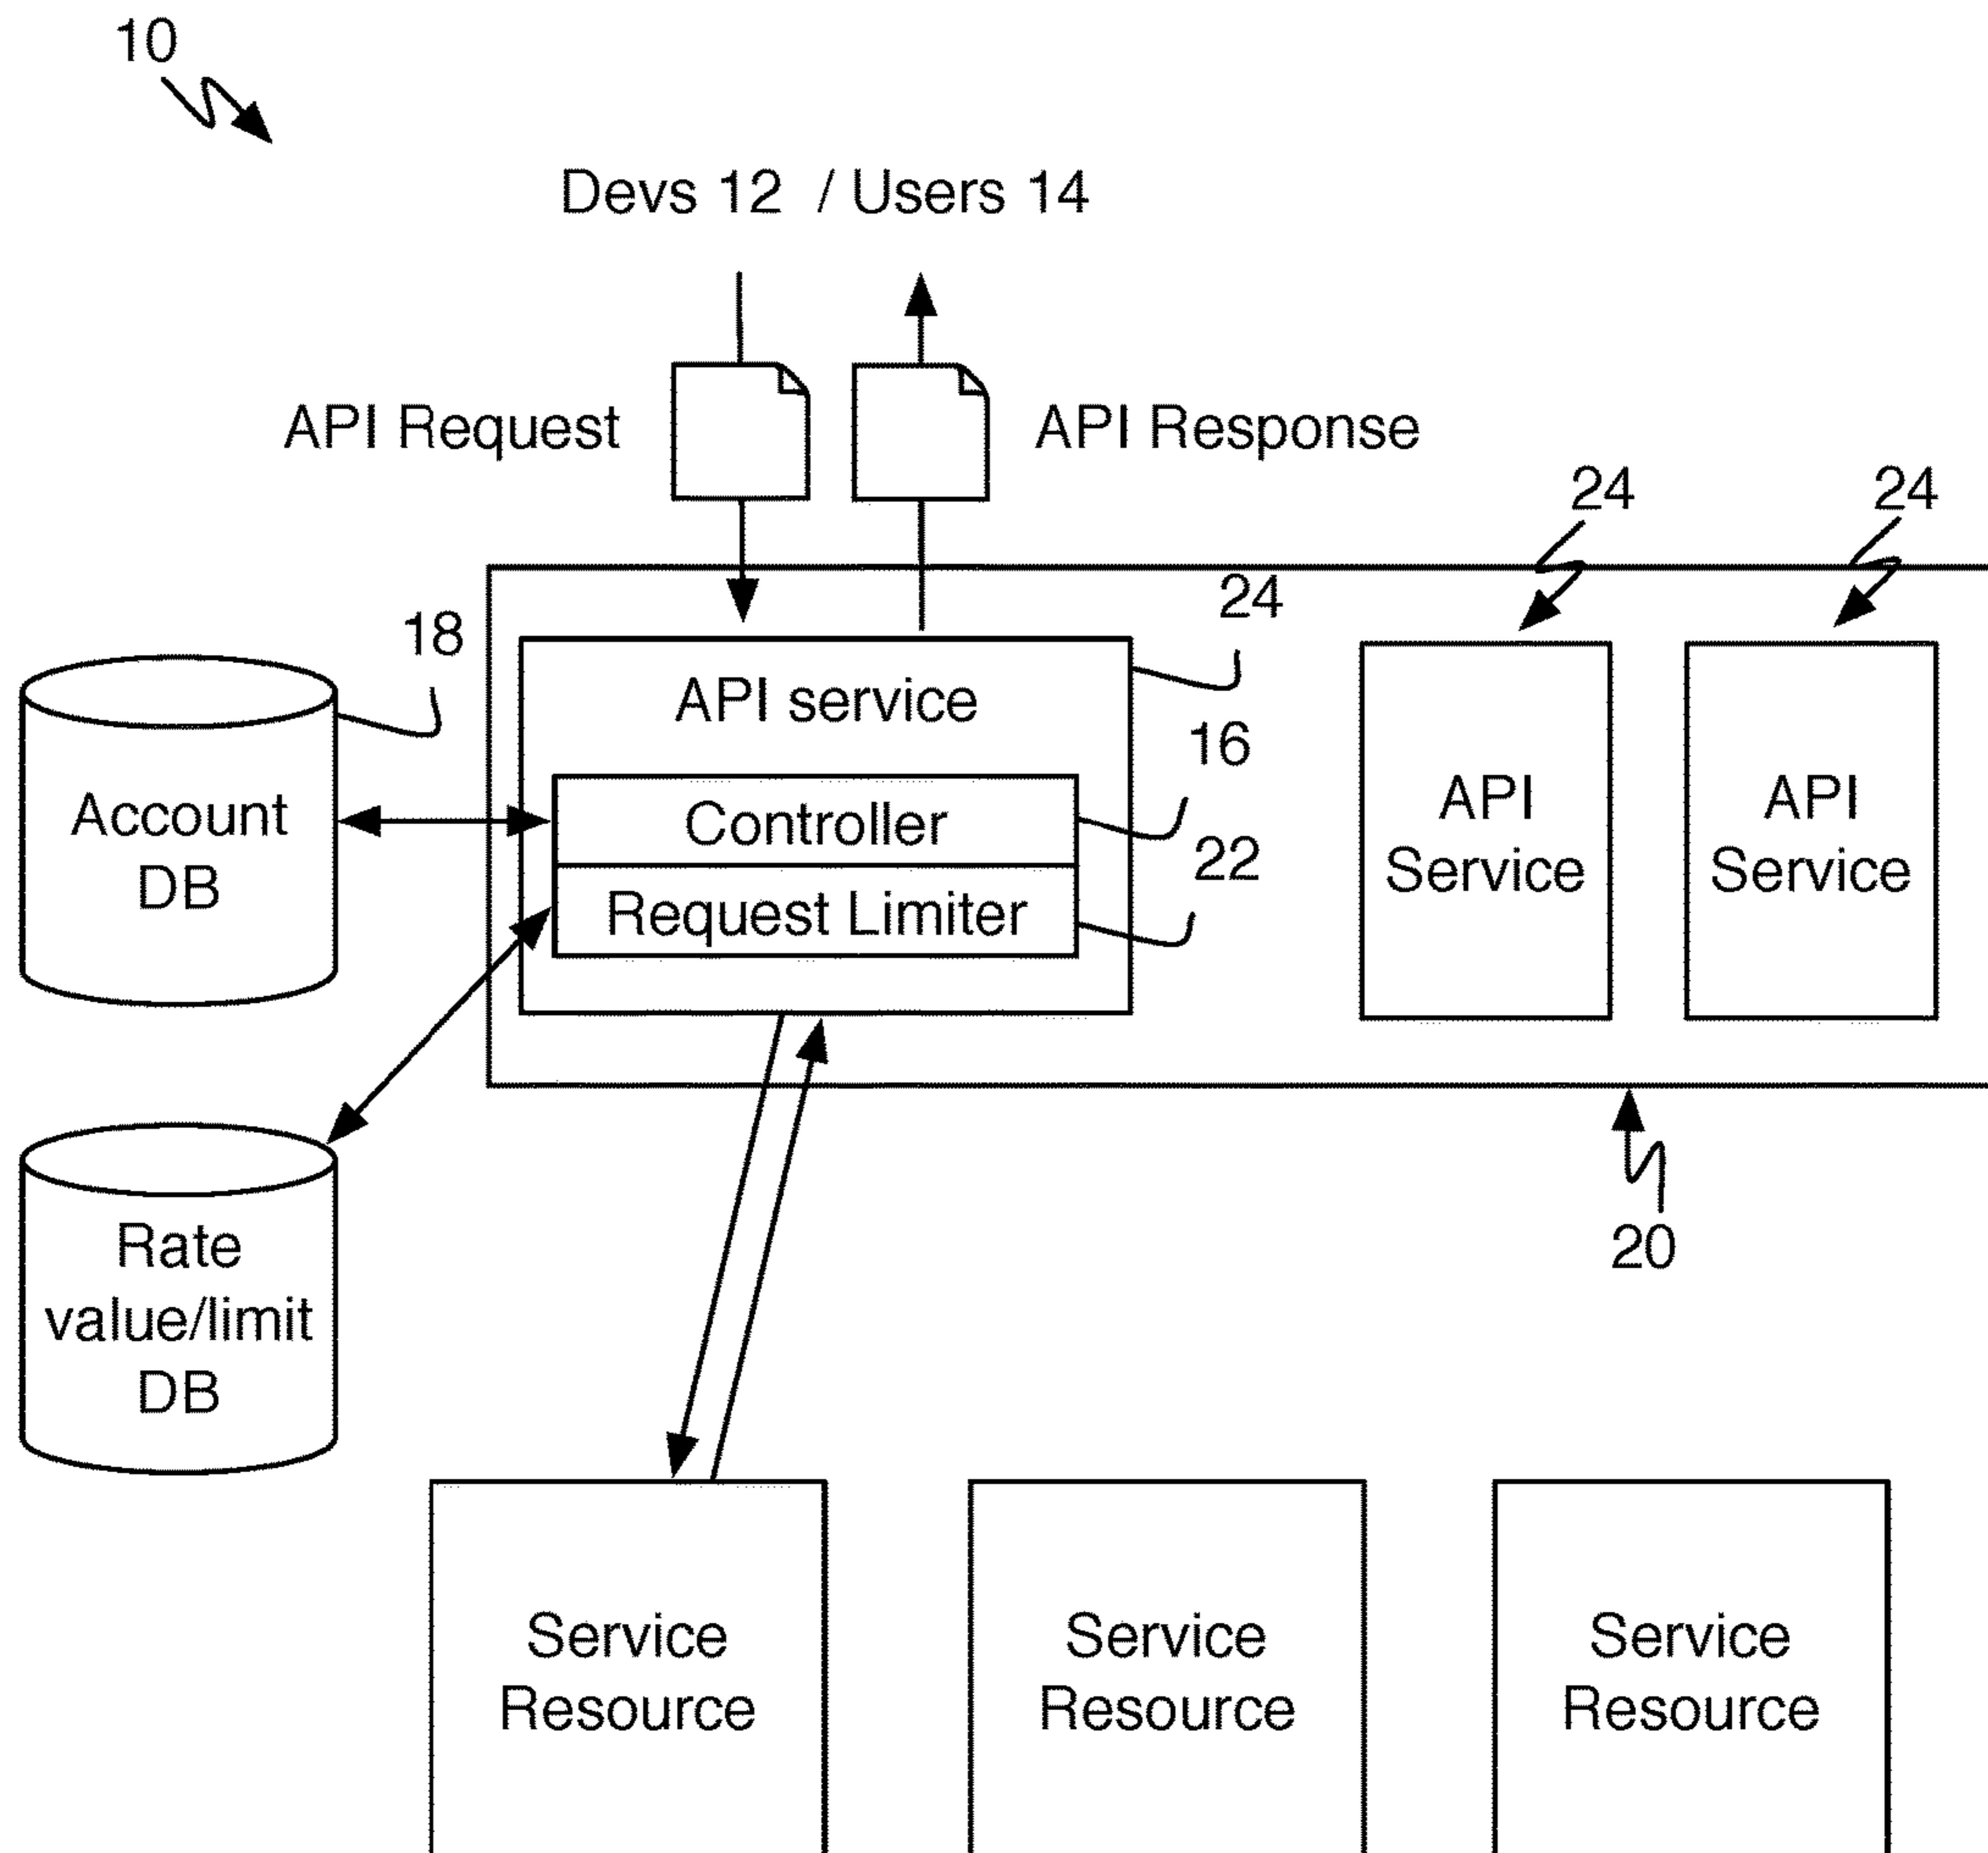 10
Devs 12 / Users 14
API Request
API Response
24
24
24
18
API service
16
Controller
22
Request Limiter
Account
DB
API
Service
API
Service
20
Rate
value/limit
DB
Service
Resource
Service
Resource
Service
Resource